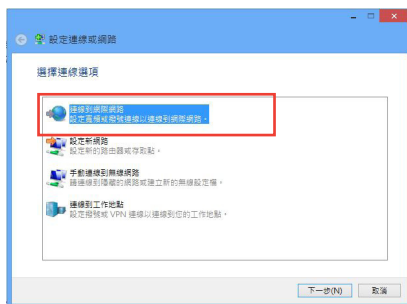 設定連線或網路
選擇連線選項
連線到網際網路
設定寬頻或撥號連線以連線到網際網路。
設定新網路
設定新的路由器或存取點。
手動連線到無線網路
連線到隱藏的網路或建立新的無線設定檔。
連線到工作地點
設定撥號或 VPN 連線以連線到您的工作地點。
下一步(N)
取消